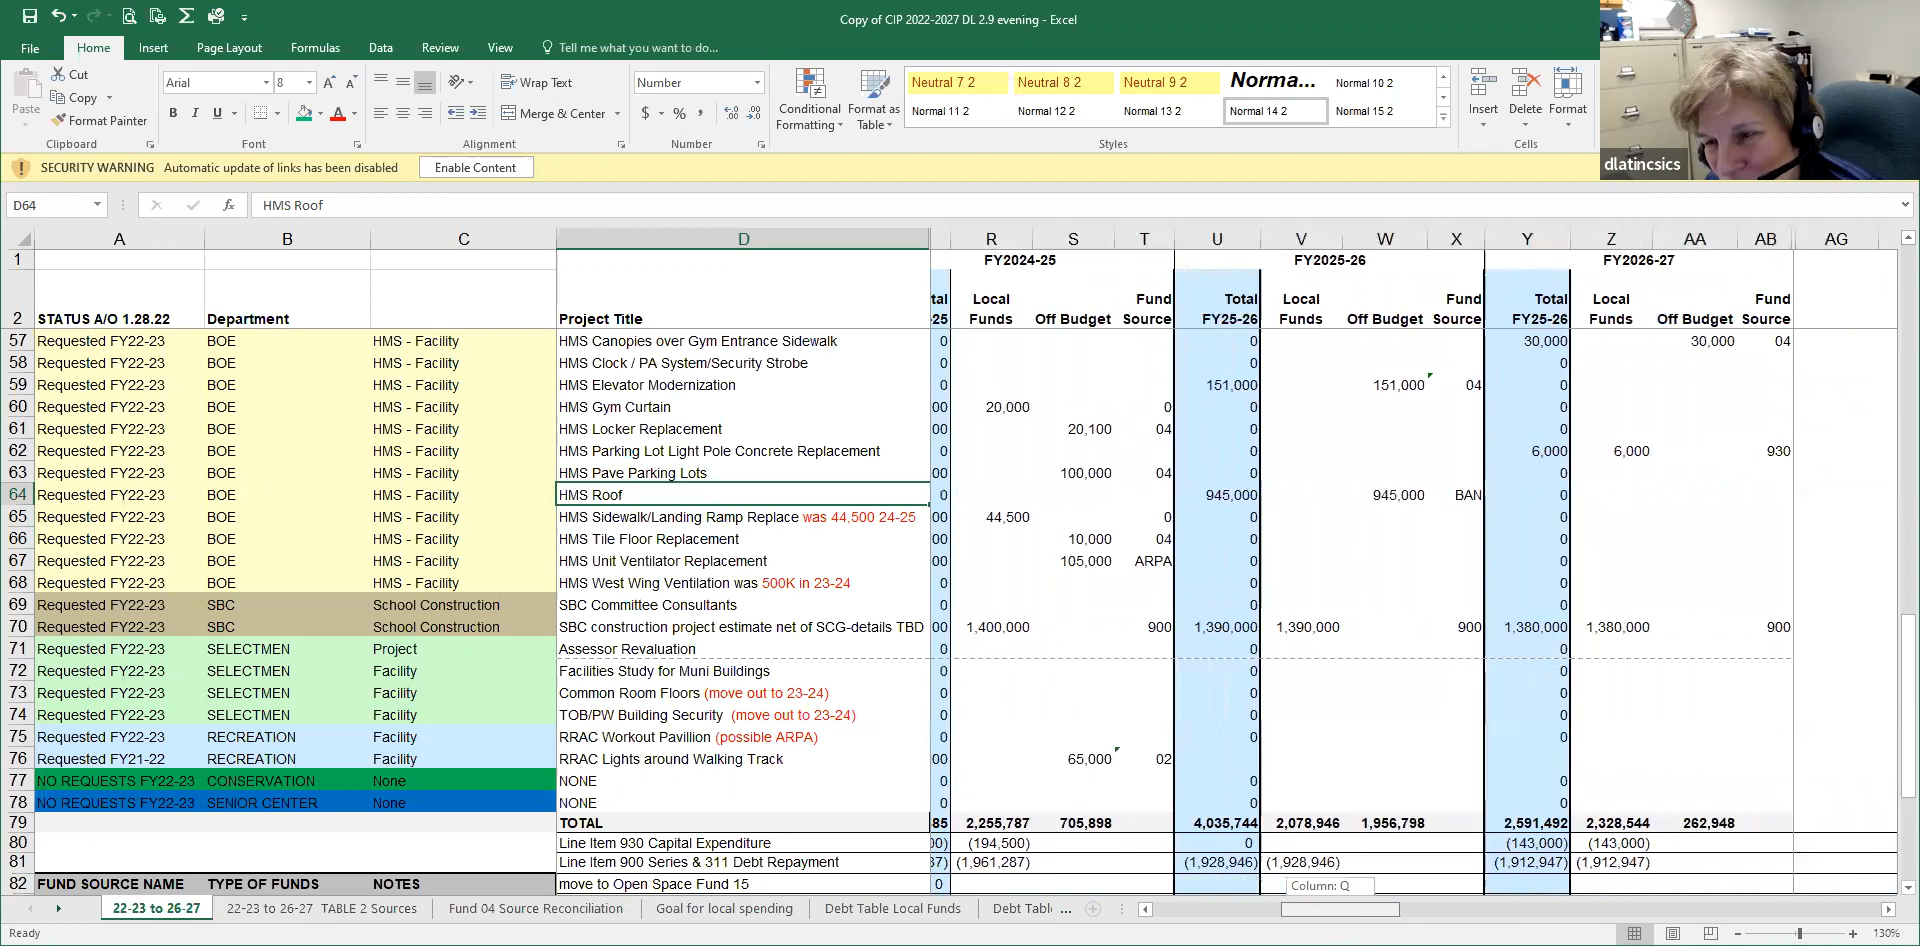 Copy of CIP 2022-2027 DL 2.9 evening - Excel
File Home Insert Page Layout Formulas Data Review View Tell me what you want to do...
Paste Cut Copy Format Painter Clipboard
Arial 8 A A B I U A Font
Wrap Text Merge & Center Alignment
Number $ % , Number
Conditional Formatting Format as Table
Neutral 7 2 Neutral 8 2 Neutral 9 2 Norma... Normal 10 2
Normal 11 2 Normal 12 2 Normal 13 2 Normal 14 2 Normal 15 2
Styles
Insert Delete Format Cells
dlatincsics
SECURITY WARNING Automatic update of links has been disabled Enable Content
D64 fx HMS Roof
A B C D R S T U V W X Y Z AA AB AG
1 FY2024-25 FY2025-26 FY2026-27
tal Local Fund Total Local Fund Total Local Fund
2 STATUS A/O 1.28.22 Department Project Title -25 Funds Off Budget Source FY25-26 Funds Off Budget Source FY25-26 Funds Off Budget Source
57 Requested FY22-23 BOE HMS - Facility HMS Canopies over Gym Entrance Sidewalk 0 0 30,000 30,000 04
58 Requested FY22-23 BOE HMS - Facility HMS Clock / PA System/Security Strobe 0 0 0
59 Requested FY22-23 BOE HMS - Facility HMS Elevator Modernization 0 151,000 151,000 04 0
60 Requested FY22-23 BOE HMS - Facility HMS Gym Curtain 00 20,000 0 0 0
61 Requested FY22-23 BOE HMS - Facility HMS Locker Replacement 00 20,100 04 0 0
62 Requested FY22-23 BOE HMS - Facility HMS Parking Lot Light Pole Concrete Replacement 0 0 6,000 6,000 930
63 Requested FY22-23 BOE HMS - Facility HMS Pave Parking Lots 00 100,000 04 0 0
64 Requested FY22-23 BOE HMS - Facility HMS Roof 0 945,000 945,000 BAN 0
65 Requested FY22-23 BOE HMS - Facility HMS Sidewalk/Landing Ramp Replace was 44,500 24-25 00 44,500 0 0 0
66 Requested FY22-23 BOE HMS - Facility HMS Tile Floor Replacement 00 10,000 04 0 0
67 Requested FY22-23 BOE HMS - Facility HMS Unit Ventilator Replacement 00 105,000 ARPA 0 0
68 Requested FY22-23 BOE HMS - Facility HMS West Wing Ventilation was 500K in 23-24 0 0 0
69 Requested FY22-23 SBC School Construction SBC Committee Consultants 0 0 0
70 Requested FY22-23 SBC School Construction SBC construction project estimate net of SCG-details TBD 00 1,400,000 900 1,390,000 1,390,000 900 1,380,000 1,380,000 900
71 Requested FY22-23 SELECTMEN Project Assessor Revaluation 0 0 0
72 Requested FY22-23 SELECTMEN Facility Facilities Study for Muni Buildings 0 0 0
73 Requested FY22-23 SELECTMEN Facility Common Room Floors (move out to 23-24) 0 0 0
74 Requested FY22-23 SELECTMEN Facility TOB/PW Building Security (move out to 23-24) 0 0 0
75 Requested FY22-23 RECREATION Facility RRAC Workout Pavillion (possible ARPA) 0 0 0
76 Requested FY21-22 RECREATION Facility RRAC Lights around Walking Track 00 65,000 02
77 NO REQUESTS FY22-23 CONSERVATION None NONE 0 0 0
78 NO REQUESTS FY22-23 SENIOR CENTER None NONE 0 0 0
79 TOTAL 85 2,255,787 705,898 4,035,744 2,078,946 1,956,798 2,591,492 2,328,544 262,948
80 Line Item 930 Capital Expenditure 00) (194,500) 0 (143,000) (143,000)
81 Line Item 900 Series & 311 Debt Repayment 37) (1,961,287) (1,928,946) (1,928,946) (1,912,947) (1,912,947)
82 FUND SOURCE NAME TYPE OF FUNDS NOTES move to Open Space Fund 15 0 Column: Q
22-23 to 26-27 22-23 to 26-27 TABLE 2 Sources Fund 04 Source Reconciliation Goal for local spending Debt Table Local Funds Debt Tabl ...
Ready 130%